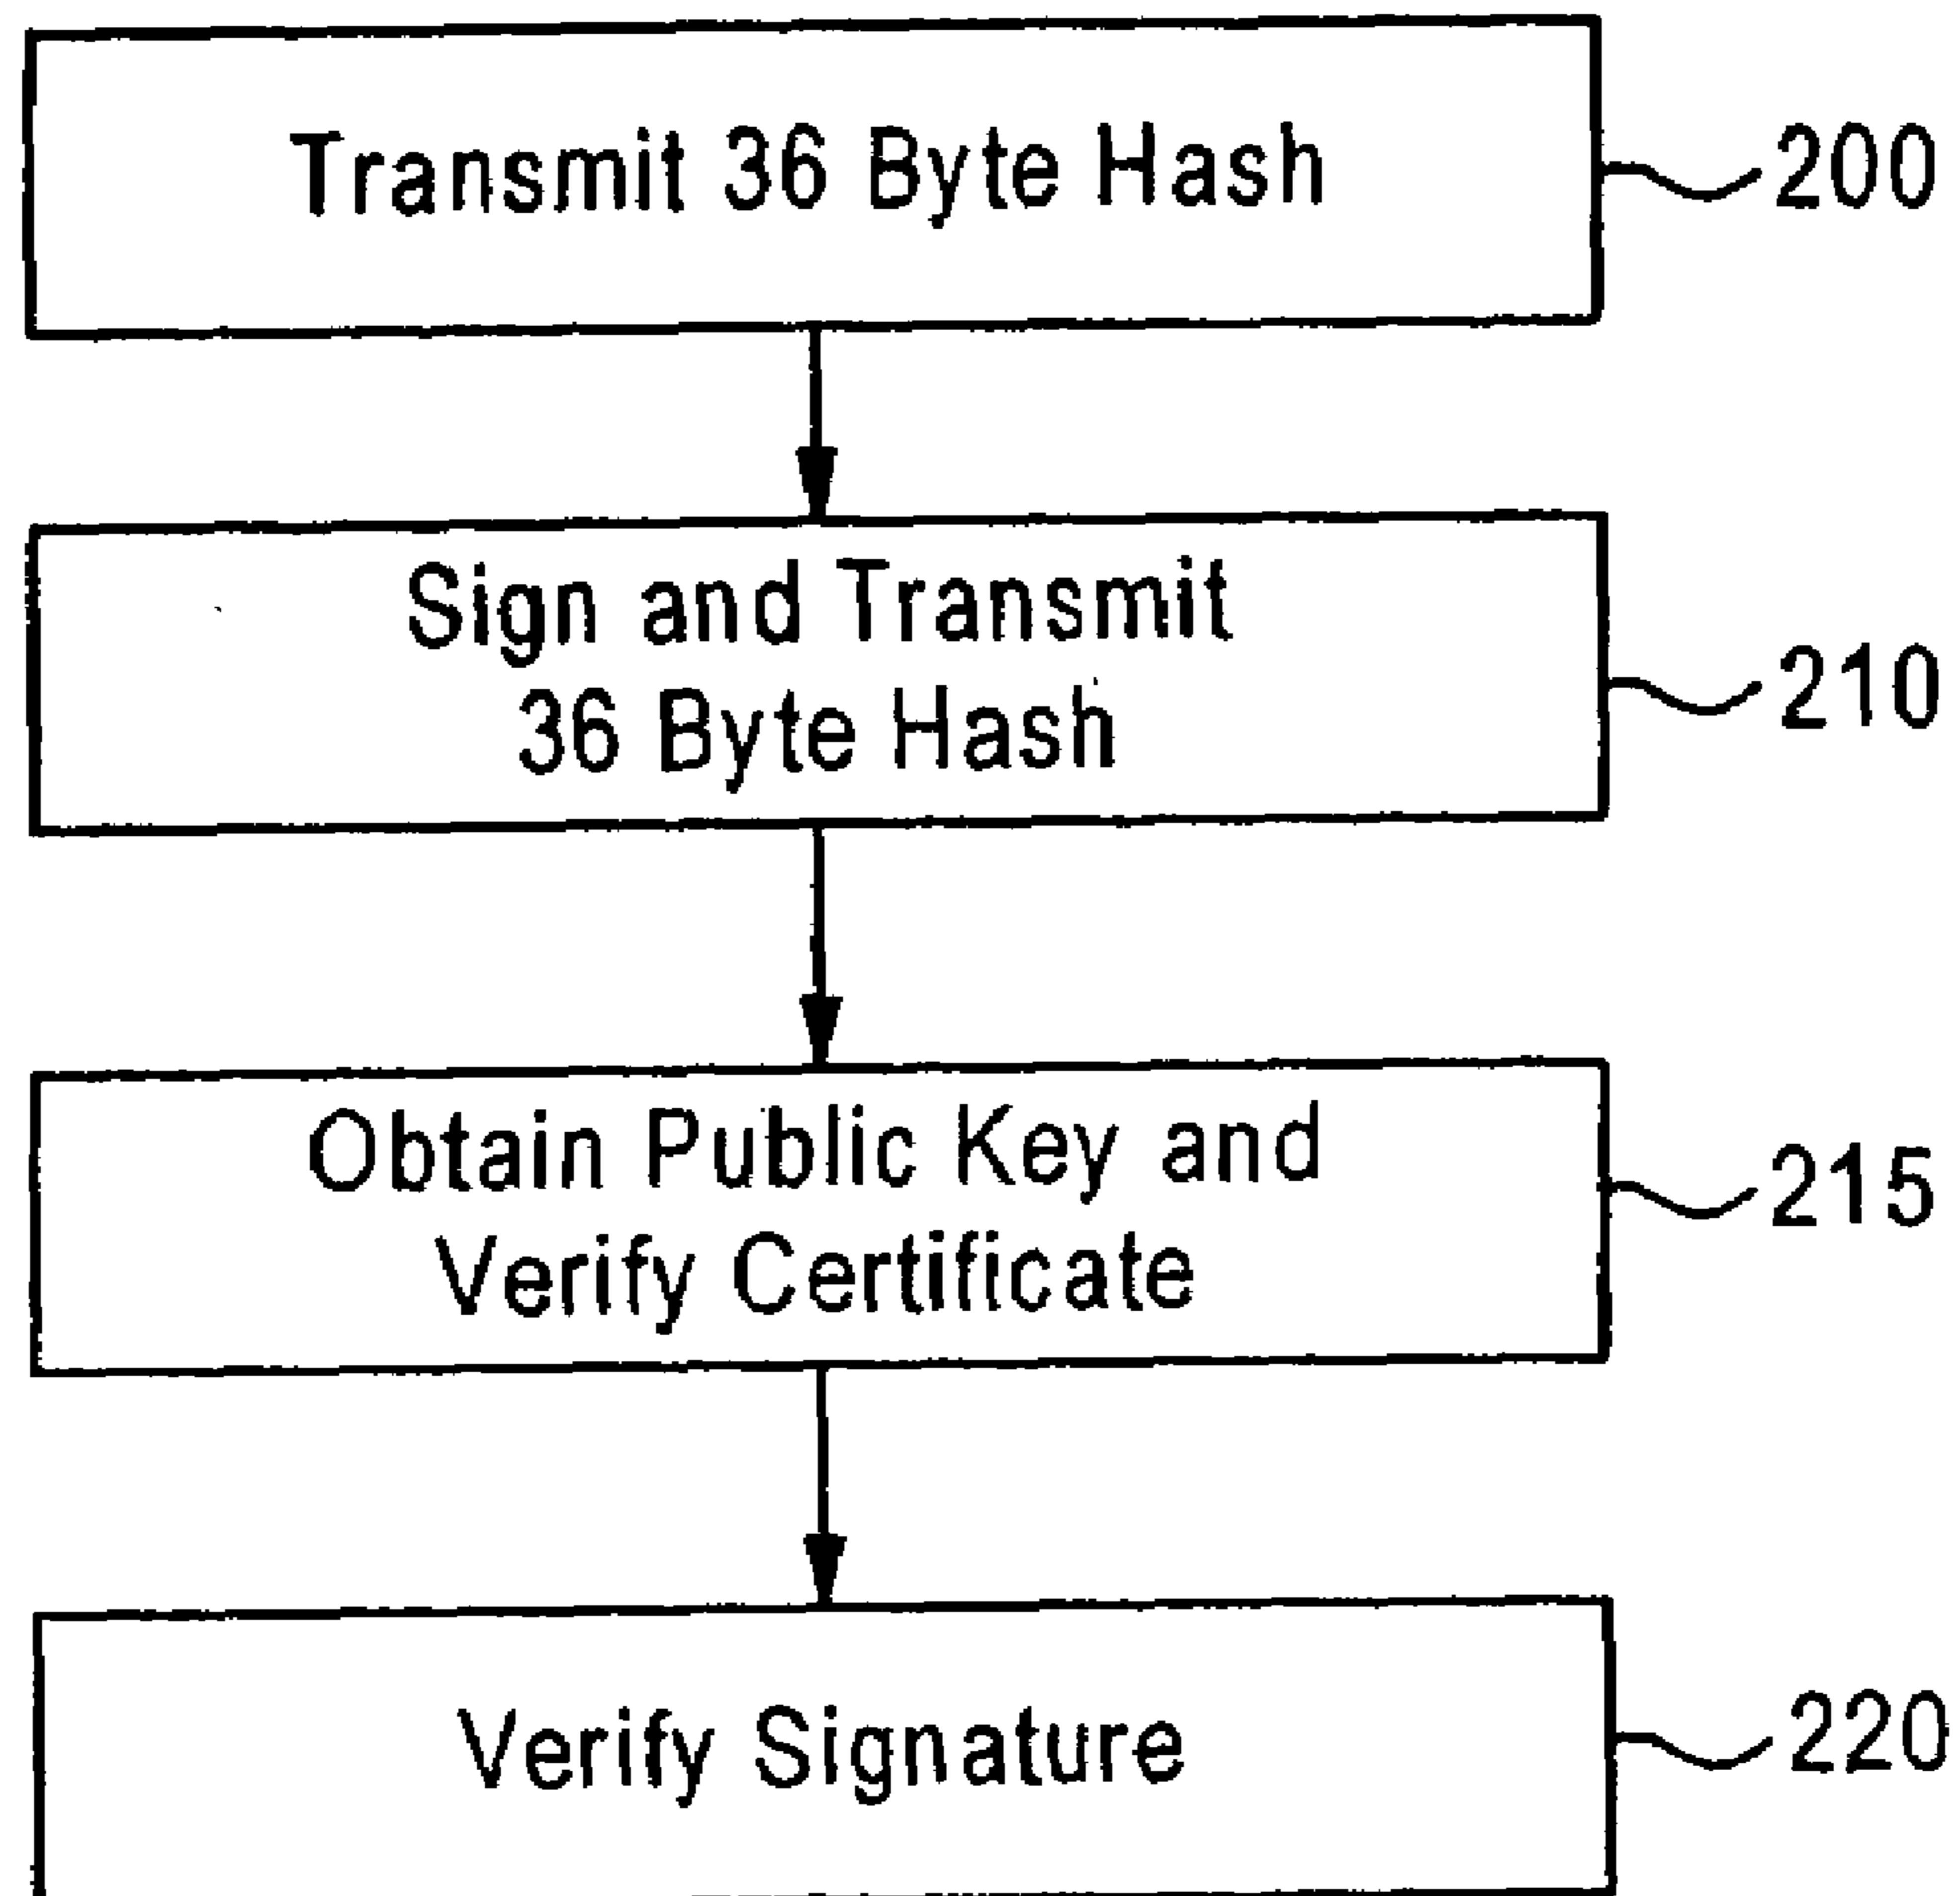 Transmit 36 Byte Hash
200
Sign and Transmit
36 Byte Hash
210
Obtain Public Key and
Verify Certificate
215
Verify Signature
220